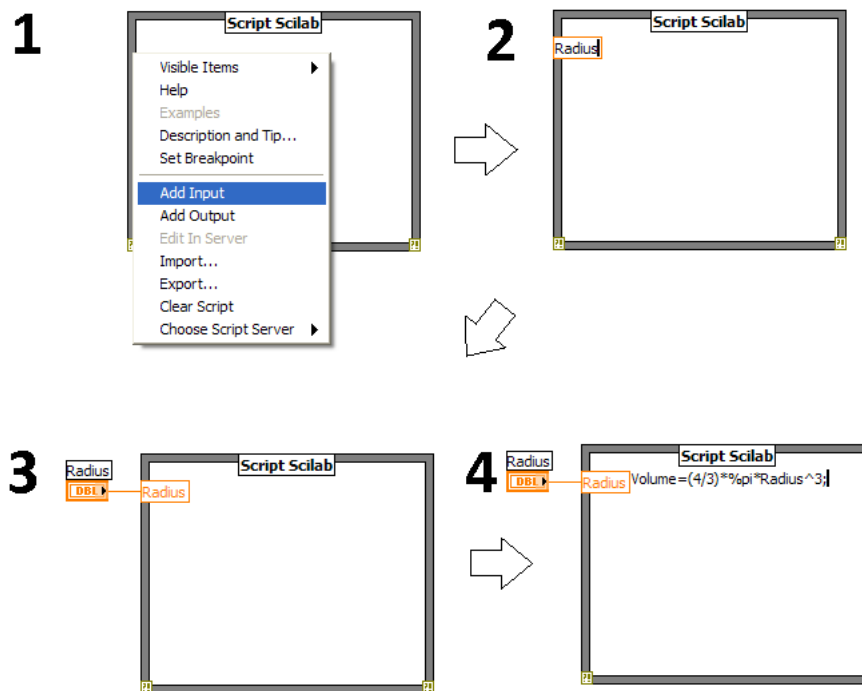 1
Script Scilab
Visible Items
Help
Examples
Description and Tip...
Set Breakpoint
Add Input
Add Output
Edit In Server
Import...
Export...
Clear Script
Choose Script Server
2
Script Scilab
Radius
3
Radius
DBL
Radius
Script Scilab
4
Radius
DBL
Radius
Script Scilab
Volume=(4/3)*%pi*Radius^3;